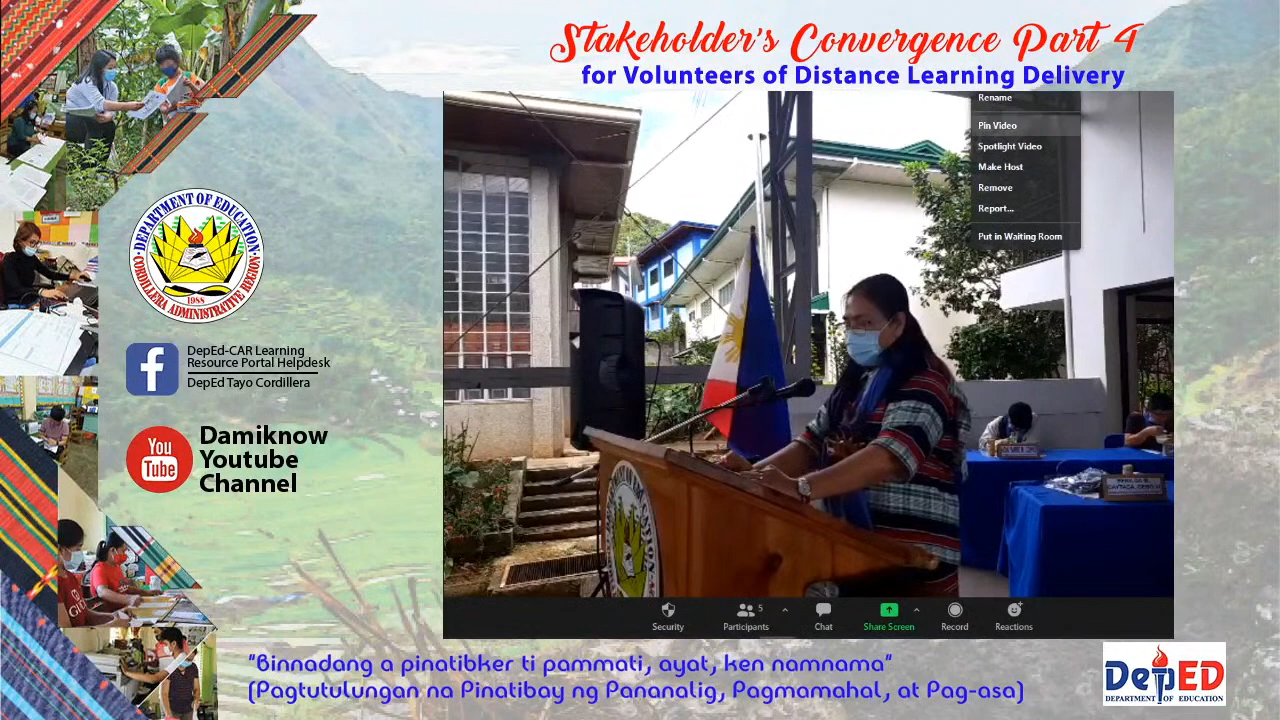 Stakeholder's Convergence Part 4
for Volunteers of Distance Learning Delivery
Rename
Pin Video
Spotlight Video
Make Host
Remove
Report...
Put in Waiting Room
DEPARTMENT OF EDUCATION
1988
CORDILLERA ADMINISTRATIVE REGION
DepEd-CAR Learning
Resource Portal Helpdesk
DepEd Tayo Cordillera
You
Tube
Damiknow
Youtube
Channel
Security
Participants
5
Chat
Share Screen
Record
Reactions
"Binnadang a pinatibker ti pammati, ayat, ken namnama"
(Pagtutulungan na Pinatibay ng Pananalig, Pagmamahal, at Pag-asa)
DepED
DEPARTMENT OF EDUCATION